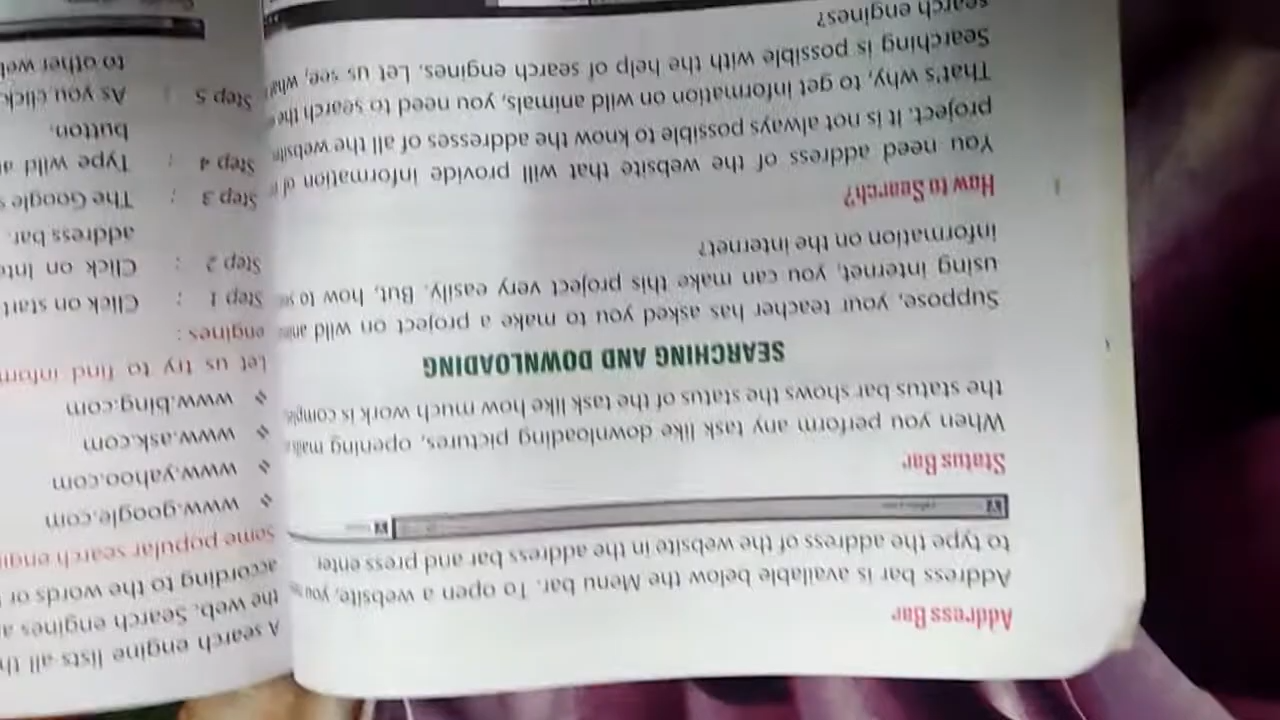 Address Bar
Address bar is available below the Menu bar. To open a website, you
to type the address of the website in the address bar and press enter
Status Bar
When you perform any task like downloading pictures, opening
the status bar shows the status of the task like how much work is
SEARCHING AND DOWNLOADING
Suppose, your teacher has asked you to make a project on wild
using internet, you can make this project very easily. But, how to
information on the internet?
How to Search?
You need address of the website that will provide information of
project. It is not always possible to know the addresses of all the
That's why, to get information on wild animals, you need to search the
Searching is possible with the help of search engines. Let us see, what
search engines?
A search engine lists all
the web. Search engines
according to the words or
Some popular search
❖ www.google.com
❖ www.yahoo.com
❖ www.ask.com
❖ www.bing.com
Let us try to find
engines :
Step 1 : Click on start
Step 2 : Click on
address bar.
Step 3 : The Google
Step 4 : Type wild
button.
Step 5 : As you click
to other